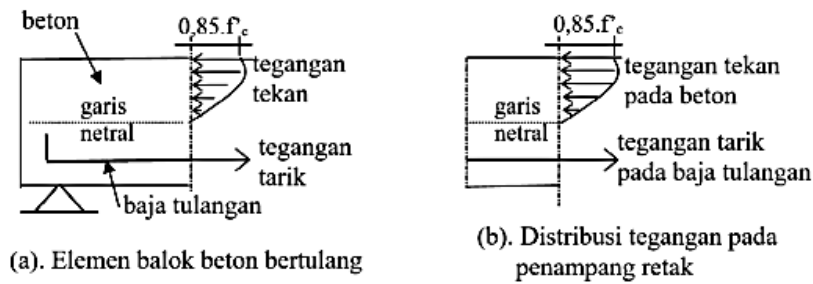 beton
0,85.f'c
tegangan
tekan
garis
netral
tegangan
tarik
baja tulangan
(a). Elemen balok beton bertulang
0,85.f'c
tegangan tekan
pada beton
garis
netral
tegangan tarik
pada baja tulangan
(b). Distribusi tegangan pada
penampang retak